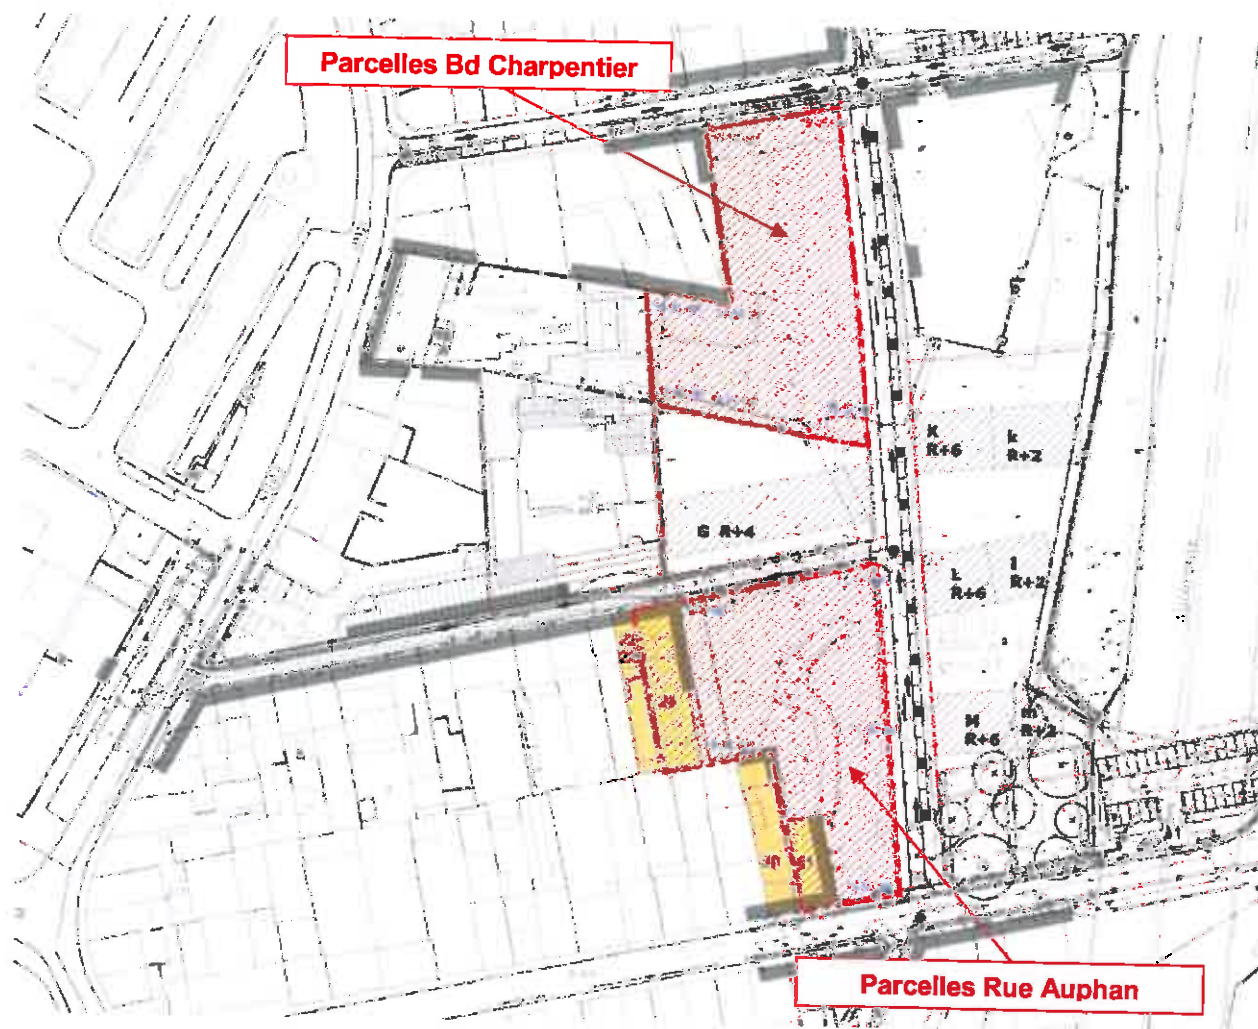 Parcelles Bd Charpentier
K
R+6
k
R+2
G R+4
L
R+6
l
R+2
M
R+6
m
R+2
Parcelles Rue Auphan